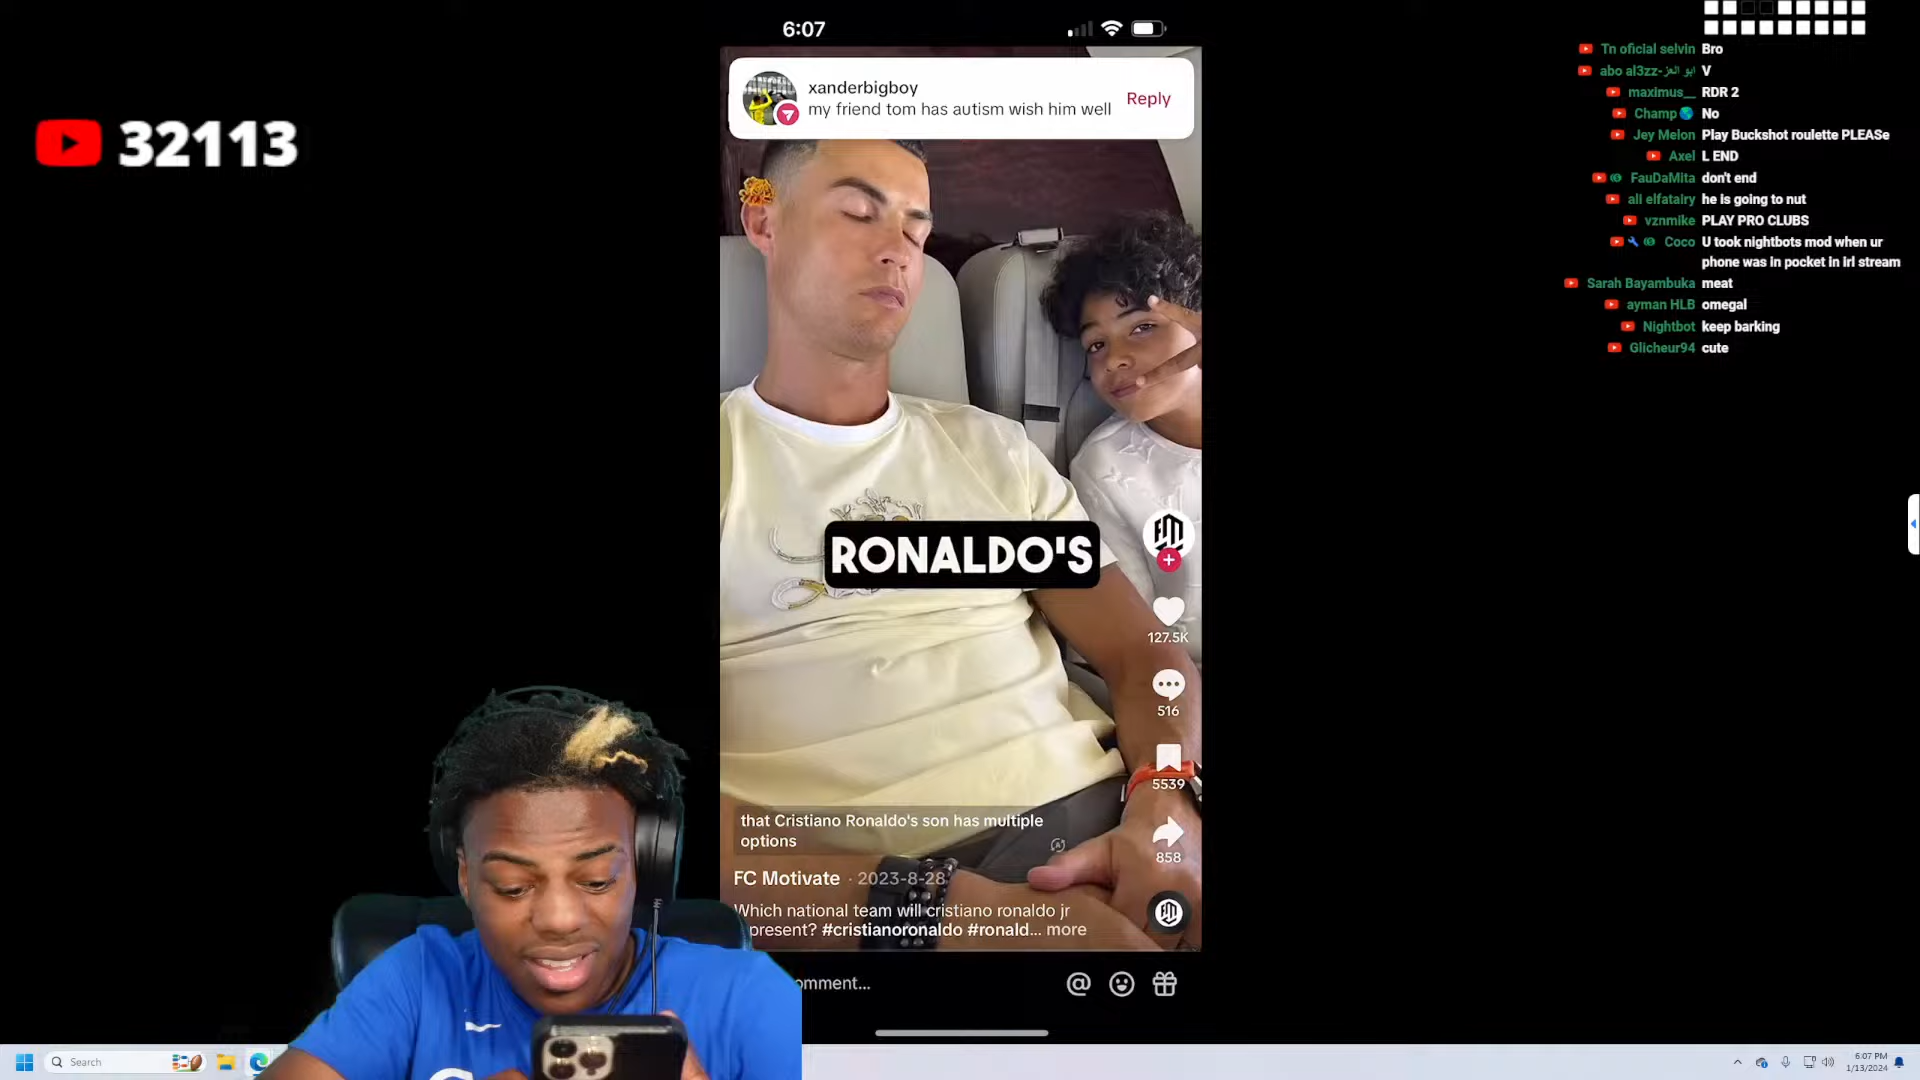 6:07
xanderbigboy
my friend tom has autism wish him well
Reply
32113
Tn oficial selvin Bro
abo al3zz-ابو العز V
maximus__ RDR 2
Champ🌎 No
Jey Melon Play Buckshot roulette PLEASe
Axel L END
FauDaMita don't end
ali elfatairy he is going to nut
vznmike PLAY PRO CLUBS
Coco U took nightbots mod when ur
phone was in pocket in irl stream
Sarah Bayambuka meat
ayman HLB omegal
Nightbot keep barking
Glicheur94 cute
RONALDO'S
127.5K
516
5539
858
that Cristiano Ronaldo's son has multiple
options
FC Motivate · 2023-8-28
Which national team will cristiano ronaldo jr
present? #cristianoronaldo #ronald... more
omment...
Search
6:07 PM
1/13/2024